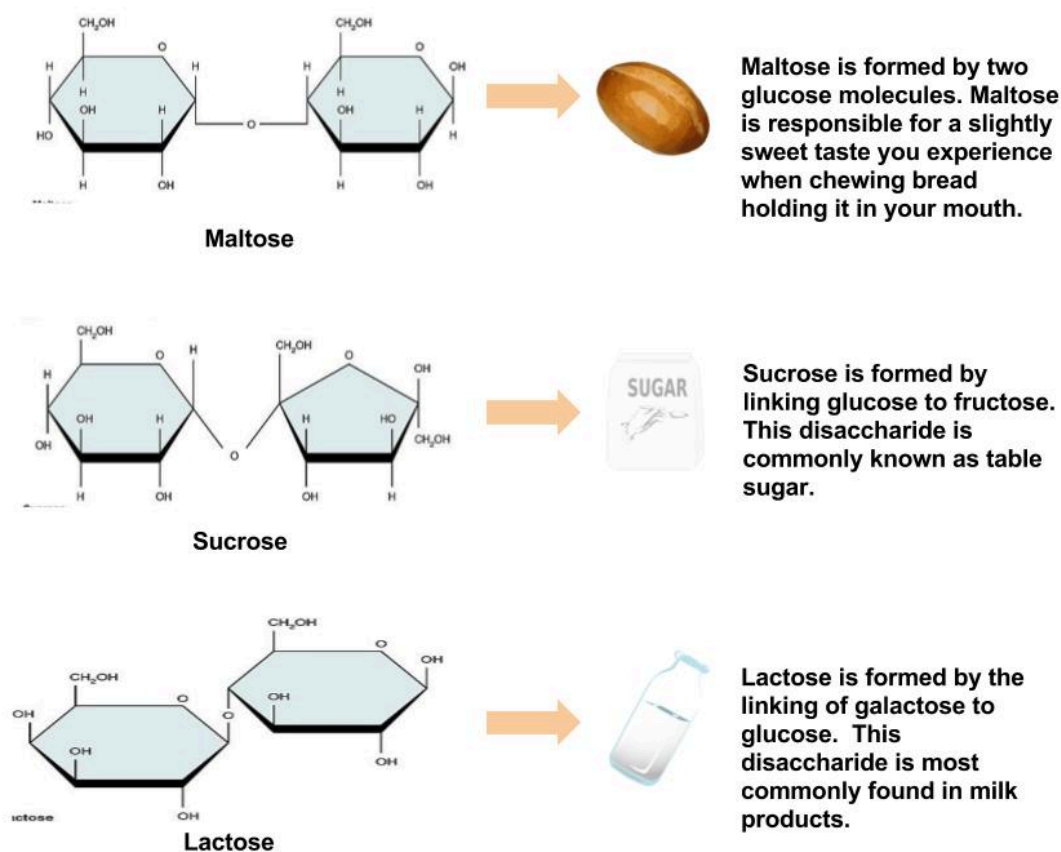 CH₂OH
O
CH₂OH
O
H
H
H
OH
H
H
OH
H
H
OH
H
HO
O
H
H
OH
H
OH
Maltose
Maltose is formed by two
glucose molecules. Maltose
is responsible for a slightly
sweet taste you experience
when chewing bread
holding it in your mouth.
CH₂OH
O
H
CH₂OH
O
H
OH
OH
H
H
HO
OH
CH₂OH
O
H
OH
OH
H
Sucrose
SUGAR
Sucrose is formed by
linking glucose to fructose.
This disaccharide is
commonly known as table
sugar.
CH₂OH
O
OH
CH₂OH
O
OH
OH
O
OH
OH
OH
actose
Lactose
Lactose is formed by the
linking of galactose to
glucose. This
disaccharide is most
commonly found in milk
products.